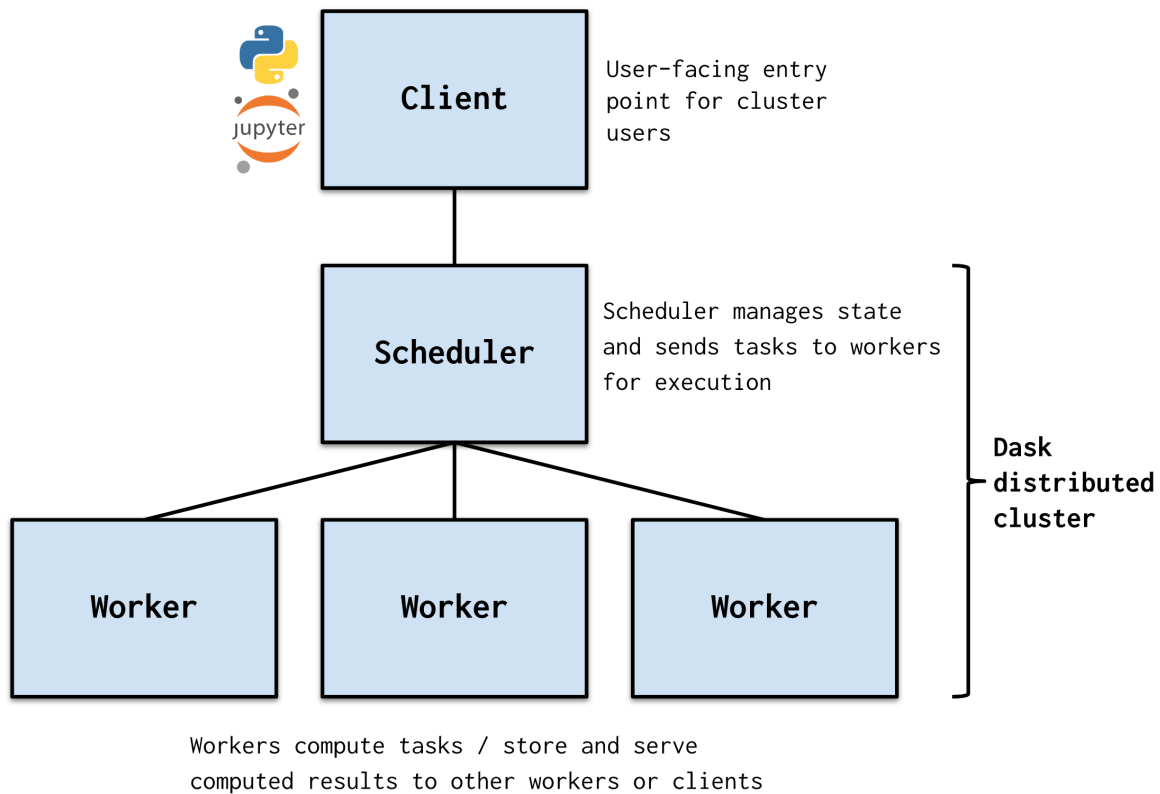 Client
User-facing entry
point for cluster
users
jupyter
Scheduler
Scheduler manages state
and sends tasks to workers
for execution
Dask
distributed
cluster
Worker
Worker
Worker
Workers compute tasks / store and serve
computed results to other workers or clients